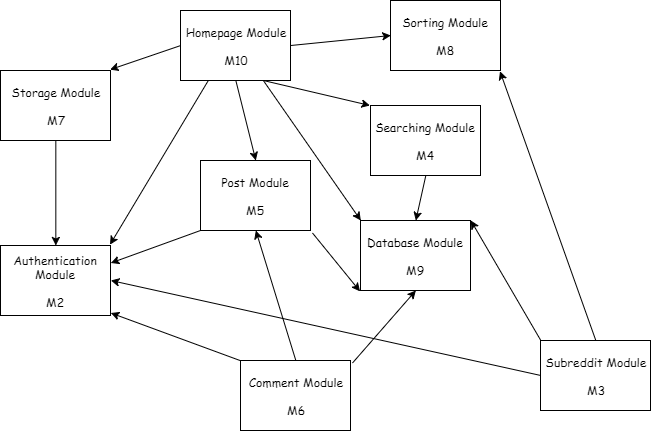 Homepage Module
M10
Sorting Module
M8
Storage Module
M7
Searching Module
M4
Post Module
M5
Database Module
M9
Authentication
Module
M2
Comment Module
M6
Subreddit Module
M3